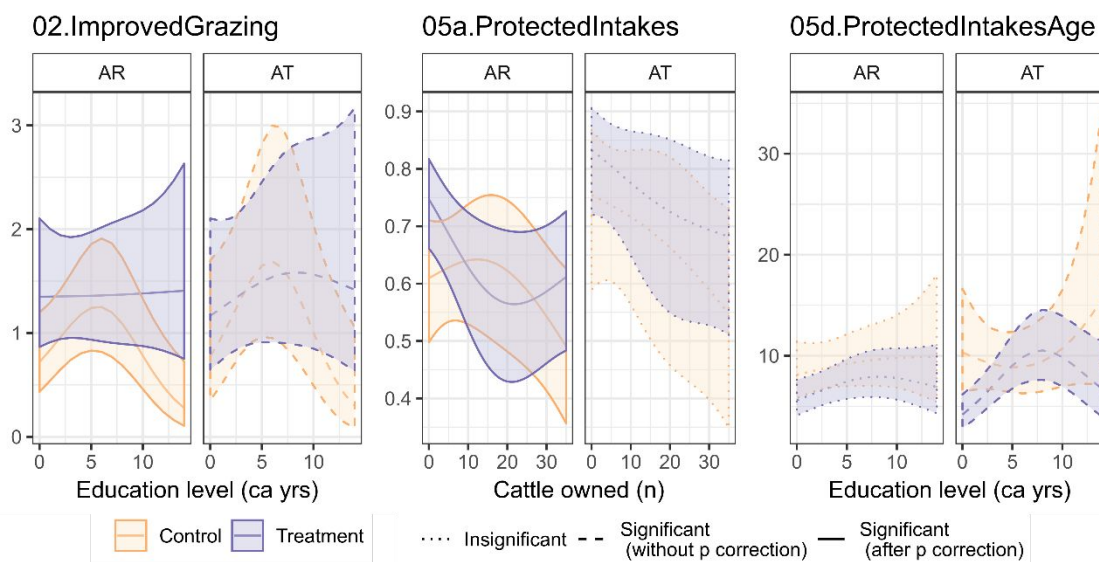 02.ImprovedGrazing
05a.ProtectedIntakes
05d.ProtectedIntakesAge
AR
AT
AR
AT
AR
AT
3
2
1
0
0.9
0.8
0.7
0.6
0.5
0.4
30
20
10
0 5 10
0 5 10
0 10 20 30
0 10 20 30
0 5 10
0 5 10
Education level (ca yrs)
Cattle owned (n)
Education level (ca yrs)
Control
Treatment
Insignificant
Significant
(without p correction)
Significant
(after p correction)